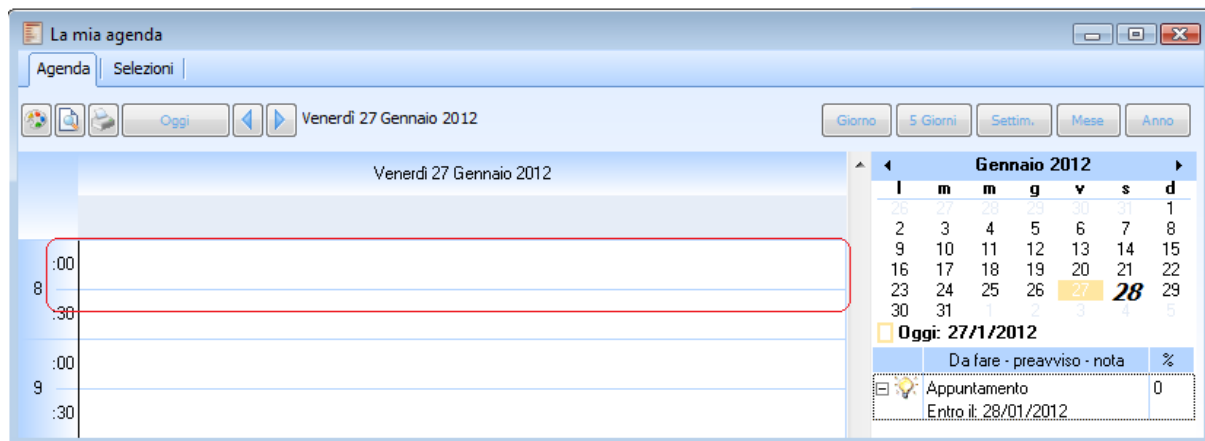 La mia agenda
Agenda Selezioni
Oggi Venerdì 27 Gennaio 2012 Giorno 5 Giorni Settim. Mese Anno
Venerdì 27 Gennaio 2012
8 :00
:30
9 :00
:30
Gennaio 2012
l m m g v s d
26 27 28 29 30 31 1
2 3 4 5 6 7 8
9 10 11 12 13 14 15
16 17 18 19 20 21 22
23 24 25 26 27 28 29
30 31 1 2 3 4 5
Oggi: 27/1/2012
Da fare - preavviso - nota %
Appuntamento 0
Entro il: 28/01/2012